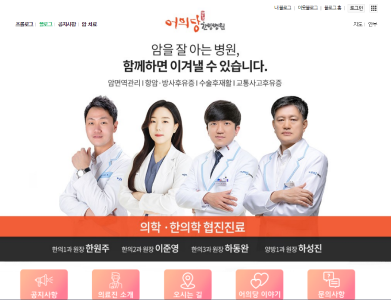 내 블로그 | 이웃블로그 | 블로그 홈 | 로그인
프롤로그 | 블로그 | 공지사항 | 암 치료
지도 | 안부
어의당 한방병원
암을 잘 아는 병원,
함께하면 이겨낼 수 있습니다.
암면역관리 | 항암·방사후유증 | 수술후재활 | 교통사고후유증
의학·한의학 협진진료
한의1과 원장 한원주 한의2과 원장 이준영 한의3과 원장 하동완 양방1과 원장 하성진
공지사항 의료진 소개 오시는 길 어의당 이야기 문의사항